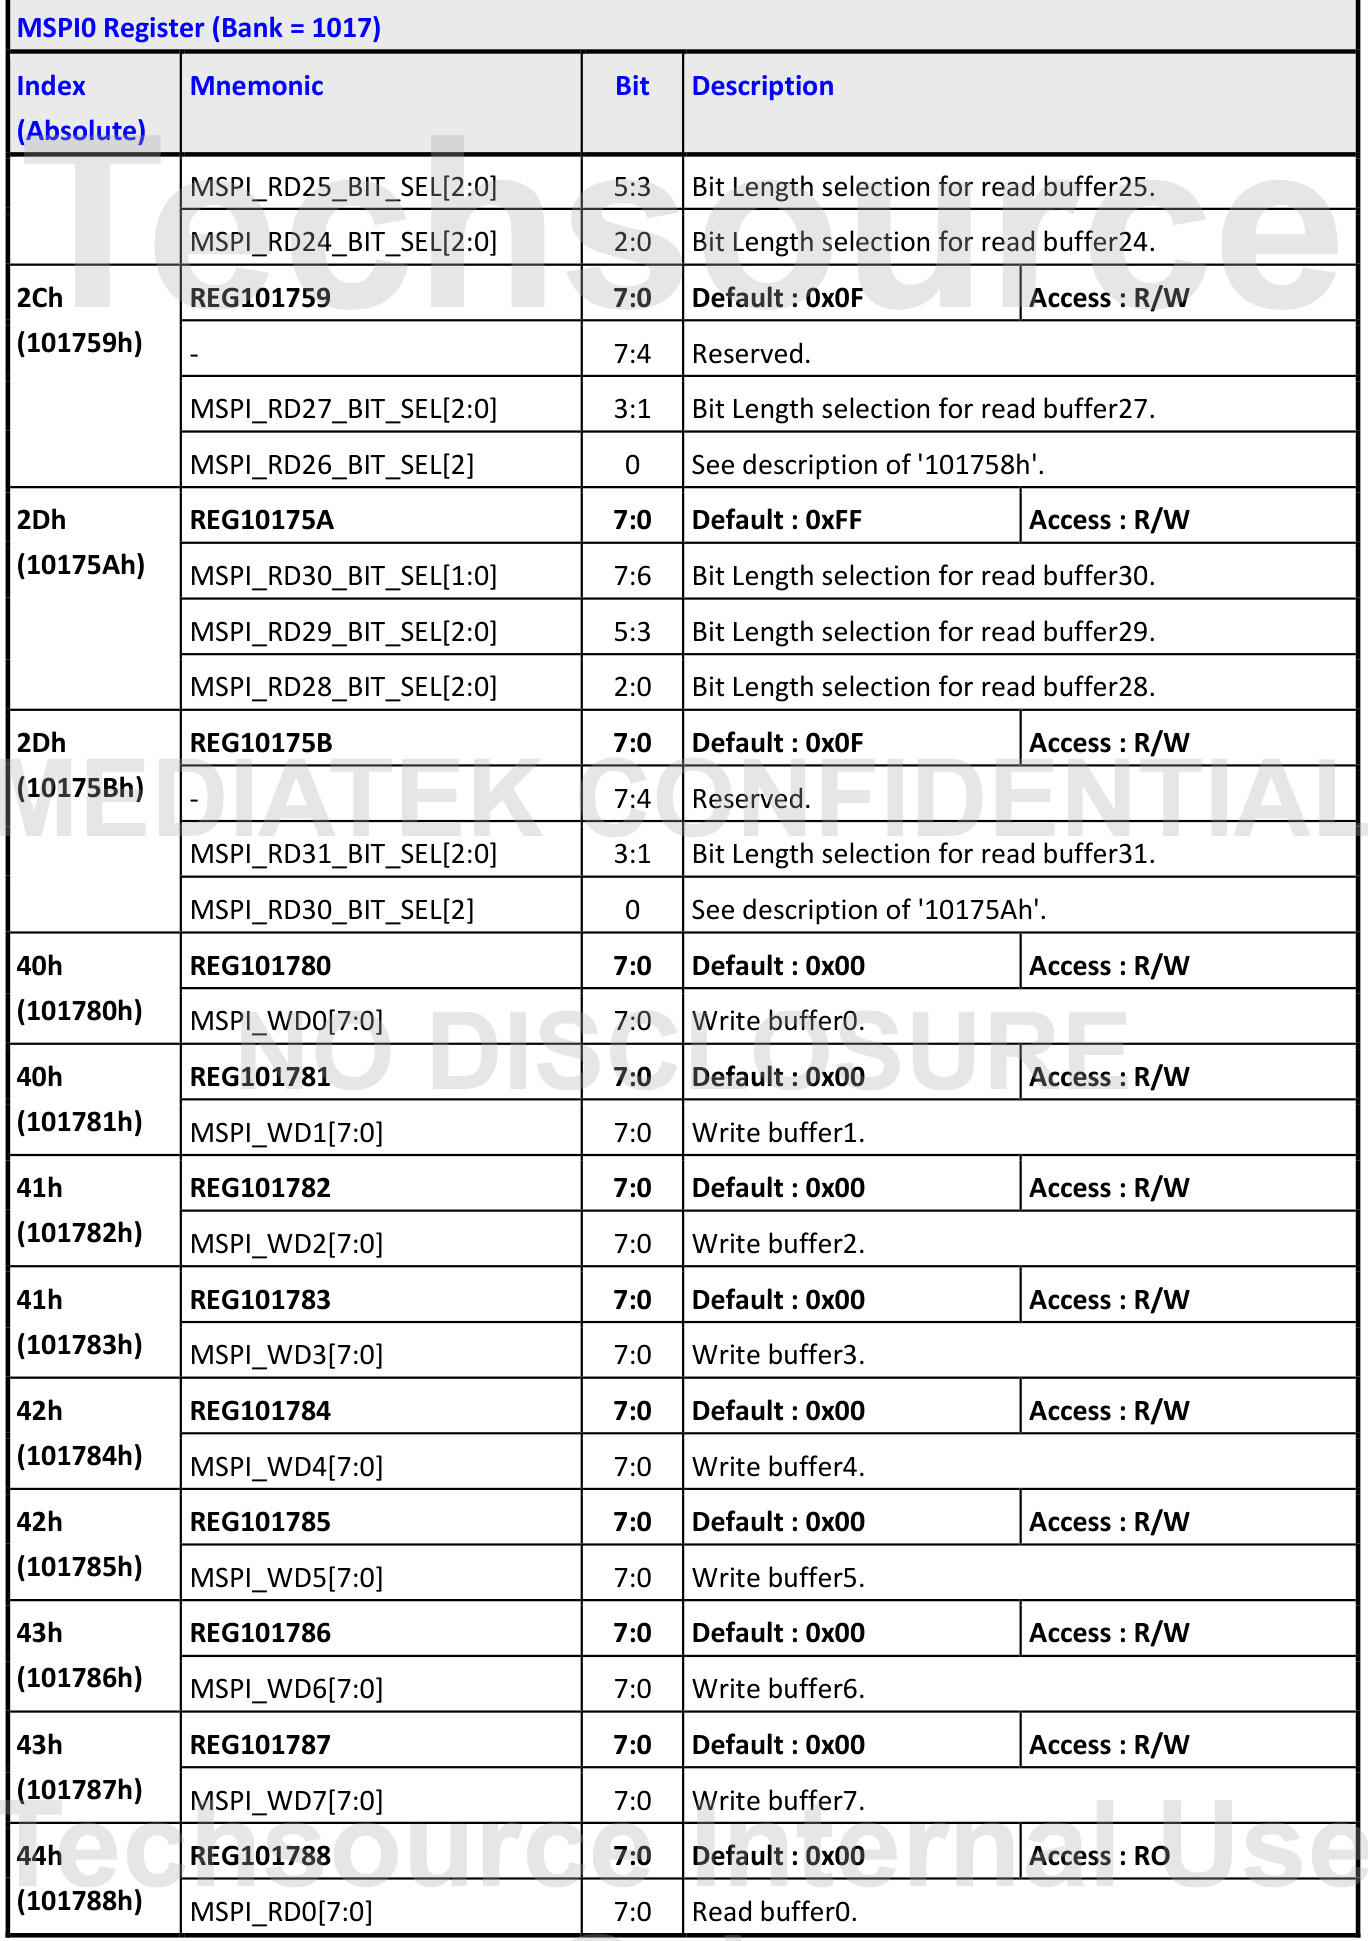 MSPI0 Register (Bank = 1017)
Index (Absolute) Mnemonic Bit Description
MSPI_RD25_BIT_SEL[2:0] 5:3 Bit Length selection for read buffer25.
MSPI_RD24_BIT_SEL[2:0] 2:0 Bit Length selection for read buffer24.
2Ch REG101759 7:0 Default : 0x0F Access : R/W
(101759h)
- 7:4 Reserved.
MSPI_RD27_BIT_SEL[2:0] 3:1 Bit Length selection for read buffer27.
MSPI_RD26_BIT_SEL[2] 0 See description of '101758h'.
2Dh REG10175A 7:0 Default : 0xFF Access : R/W
(10175Ah)
MSPI_RD30_BIT_SEL[1:0] 7:6 Bit Length selection for read buffer30.
MSPI_RD29_BIT_SEL[2:0] 5:3 Bit Length selection for read buffer29.
MSPI_RD28_BIT_SEL[2:0] 2:0 Bit Length selection for read buffer28.
2Dh REG10175B 7:0 Default : 0x0F Access : R/W
(10175Bh)
- 7:4 Reserved.
MSPI_RD31_BIT_SEL[2:0] 3:1 Bit Length selection for read buffer31.
MSPI_RD30_BIT_SEL[2] 0 See description of '10175Ah'.
40h REG101780 7:0 Default : 0x00 Access : R/W
(101780h)
MSPI_WD0[7:0] 7:0 Write buffer0.
40h REG101781 7:0 Default : 0x00 Access : R/W
(101781h)
MSPI_WD1[7:0] 7:0 Write buffer1.
41h REG101782 7:0 Default : 0x00 Access : R/W
(101782h)
MSPI_WD2[7:0] 7:0 Write buffer2.
41h REG101783 7:0 Default : 0x00 Access : R/W
(101783h)
MSPI_WD3[7:0] 7:0 Write buffer3.
42h REG101784 7:0 Default : 0x00 Access : R/W
(101784h)
MSPI_WD4[7:0] 7:0 Write buffer4.
42h REG101785 7:0 Default : 0x00 Access : R/W
(101785h)
MSPI_WD5[7:0] 7:0 Write buffer5.
43h REG101786 7:0 Default : 0x00 Access : R/W
(101786h)
MSPI_WD6[7:0] 7:0 Write buffer6.
43h REG101787 7:0 Default : 0x00 Access : R/W
(101787h)
MSPI_WD7[7:0] 7:0 Write buffer7.
44h REG101788 7:0 Default : 0x00 Access : RO
(101788h)
MSPI_RD0[7:0] 7:0 Read buffer0.
Techsource
MEDIATEK CONFIDENTIAL
NO DISCLOSURE
Techsource Internal Use